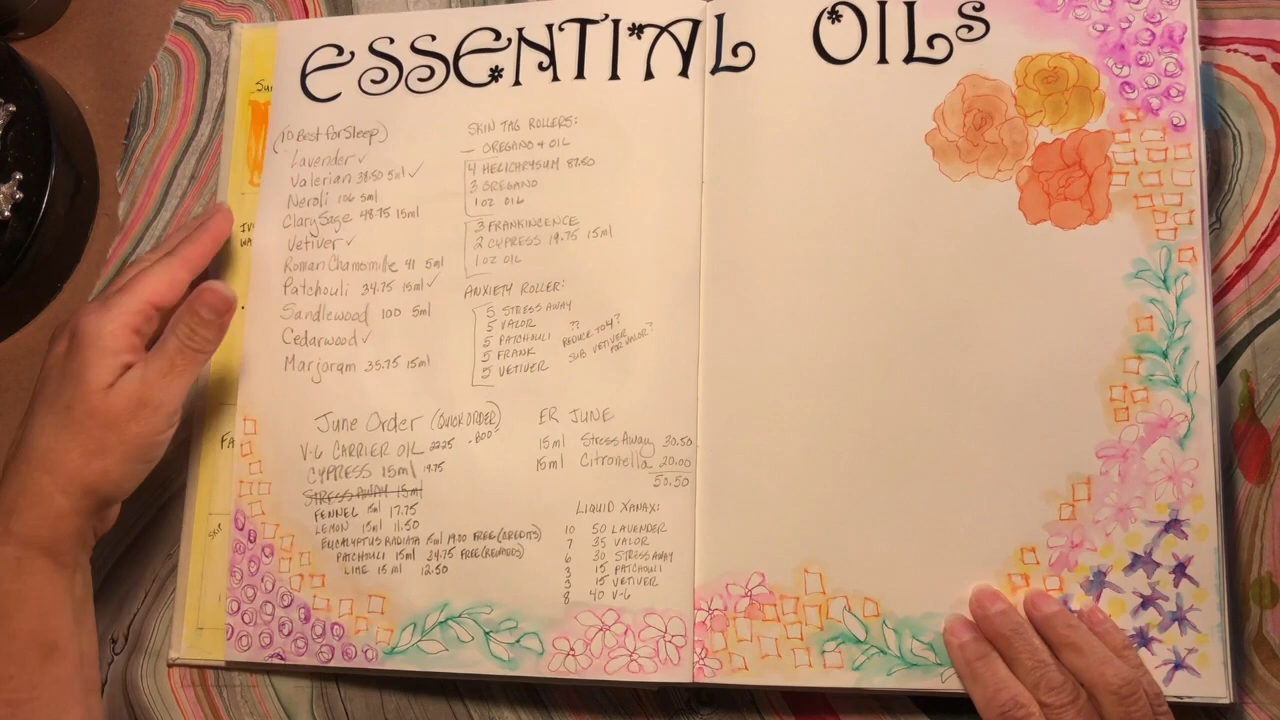 ESSENTIAL OILS
(10 Best for Sleep)
Lavender ✓
Valerian 38.50 5ml ✓
Neroli 106 5ml
Clary Sage 48.75 15ml
Vetiver ✓
Roman Chamomile 41 5ml
Patchouli 34.75 15ml ✓
Sandlewood 100 5ml
Cedarwood ✓
Marjoram 35.75 15ml
SKIN TAG ROLLERS:
— OREGANO + OIL
4 HELICHRYSUM 87.50
3 OREGANO
1 OZ OIL
3 FRANKINCENCE
2 CYPRESS 19.75 15ml
1 OZ OIL
ANXIETY ROLLER:
5 STRESS AWAY
5 VALOR
5 PATCHOULI
5 FRANK
5 VETIVER
??
REDUCE TO 4?
SUB VETIVER
FOR VALOR?
June Order (QUICK ORDER)
V-6 CARRIER OIL 22.25
CYPRESS 15ml 19.75
STRESS AWAY 15ml
FENNEL 15ml 17.75
LEMON 15ml 11.50
EUCALYPTUS RADIATA 5ml 19.00 FREE (CREDITS)
PATCHOULI 15ml 34.75 FREE (REWARDS)
LIME 15ml 12.50
ER JUNE
15ml Stress Away 30.50
15ml Citronella 20.00
50.50
LIQUID XANAX:
10 50 LAVENDER
7 35 VALOR
6 30 STRESS AWAY
3 15 PATCHOULI
3 15 VETIVER
8 40 V-6
SKIP